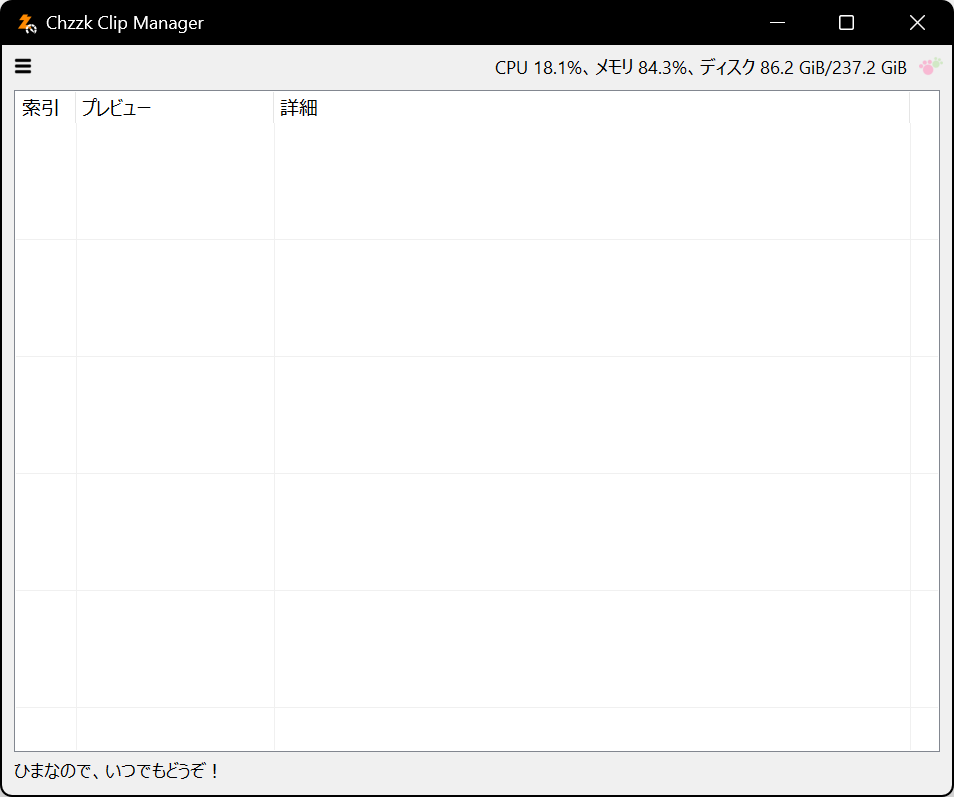 Chzzk Clip Manager
CPU 18.1%、メモリ 84.3%、ディスク 86.2 GiB/237.2 GiB
索引 プレビュー 詳細
ひまなので、いつでもどうぞ！